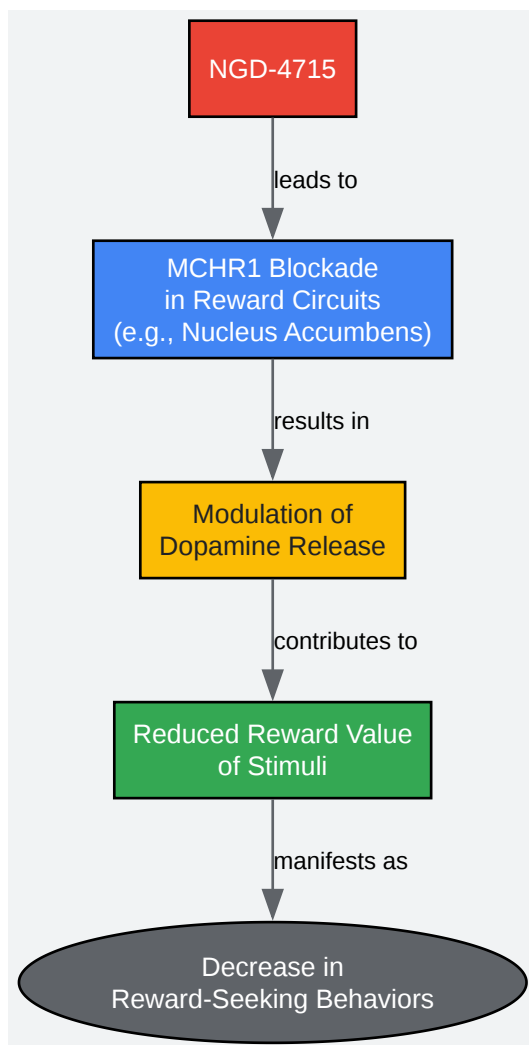 NGD-4715
leads to
MCHR1 Blockade
in Reward Circuits
(e.g., Nucleus Accumbens)
results in
Modulation of
Dopamine Release
contributes to
Reduced Reward Value
of Stimuli
manifests as
Decrease in
Reward-Seeking Behaviors